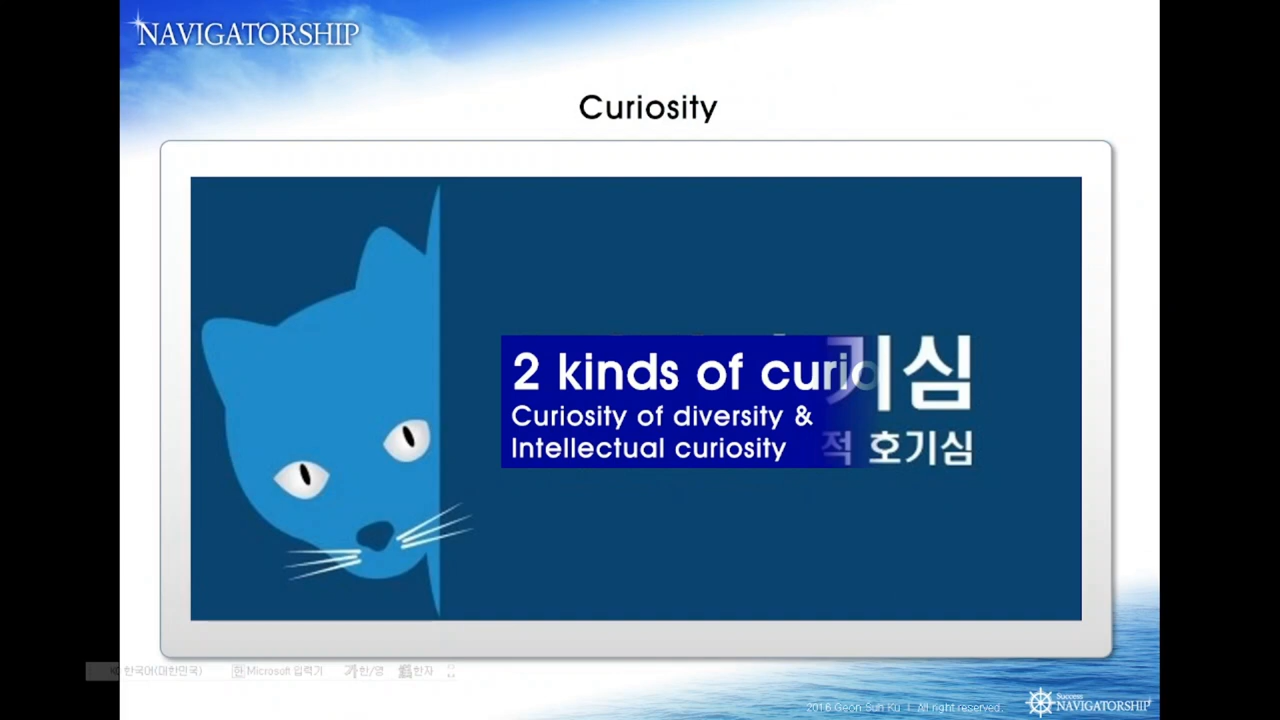 NAVIGATORSHIP
Curiosity
2 kinds of curio 기심
Curiosity of diversity &
Intellectual curiosity 적 호기심
한국어(대한민국) Microsoft 입력기 한/영 한자
2016 Geon Sun Ku | All right reserved.
Success
NAVIGATORSHIP